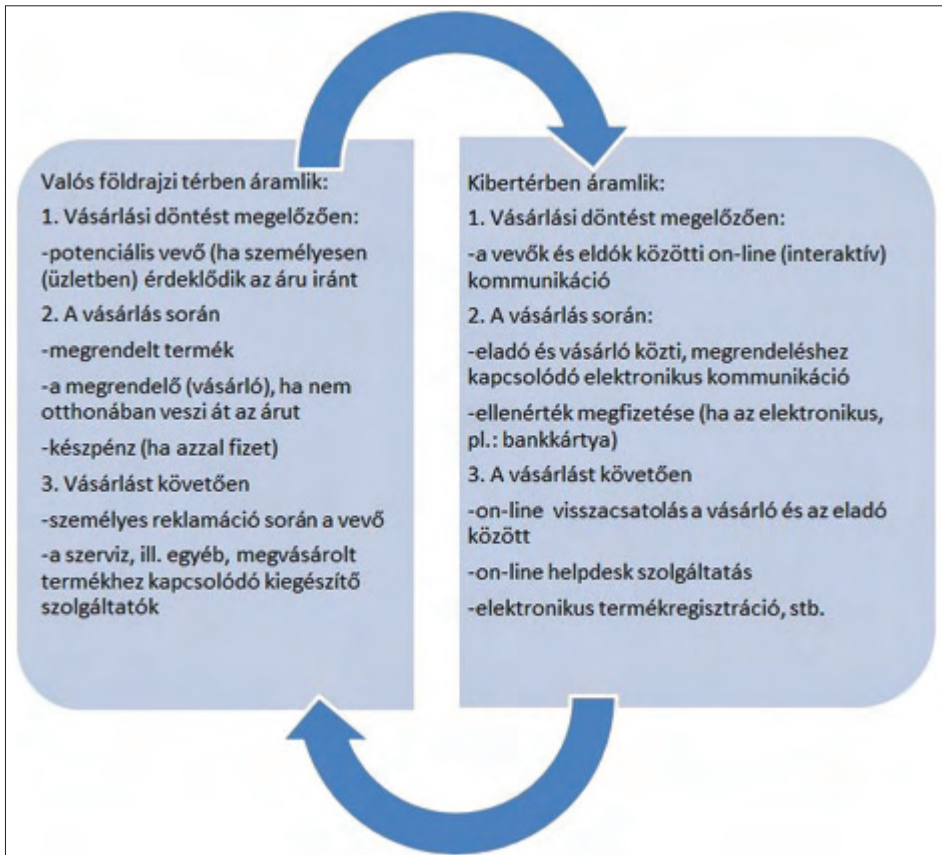 Valós földrajzi térben áramlik:
1. Vásárlási döntést megelőzően:
-potenciális vevő (ha személyesen
(üzletben) érdeklődik az áru iránt
2. A vásárlás során
-megrendelt termék
-a megrendelő (vásárló), ha nem
otthonában veszi át az árut
-készpénz (ha azzal fizet)
3. Vásárlást követően
-személyes reklamáció során a vevő
-a szerviz, ill. egyéb, megvásárolt
termékhez kapcsolódó kiegészítő
szolgáltatók
Kibertérben áramlik:
1. Vásárlási döntést megelőzően:
-a vevők és eldók közötti on-line (interaktív)
kommunikáció
2. A vásárlás során:
-eladó és vásárló közti, megrendeléshez
kapcsolódó elektronikus kommunikáció
-ellenérték megfizetése (ha az elektronikus,
pl.: bankkártya)
3. A vásárlást követően
-on-line visszacsatolás a vásárló és az eladó
között
-on-line helpdesk szolgáltatás
-elektronikus termékregisztráció, stb.